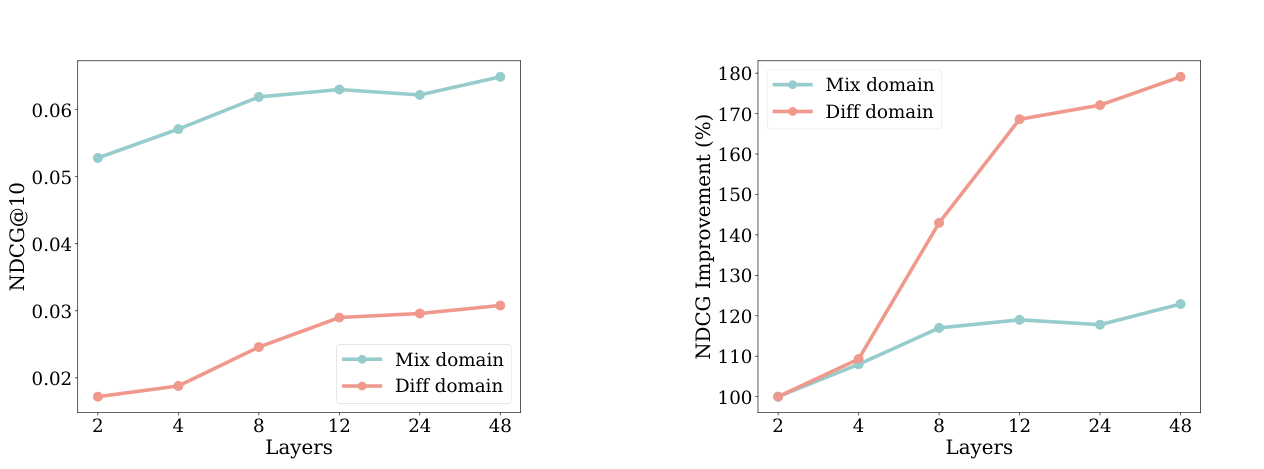 NDCG@10
0.06
0.05
0.04
0.03
0.02
2 4 8 12 24 48
Layers
Mix domain
Diff domain
NDCG Improvement (%)
180
170
160
150
140
130
120
110
100
2 4 8 12 24 48
Layers
Mix domain
Diff domain